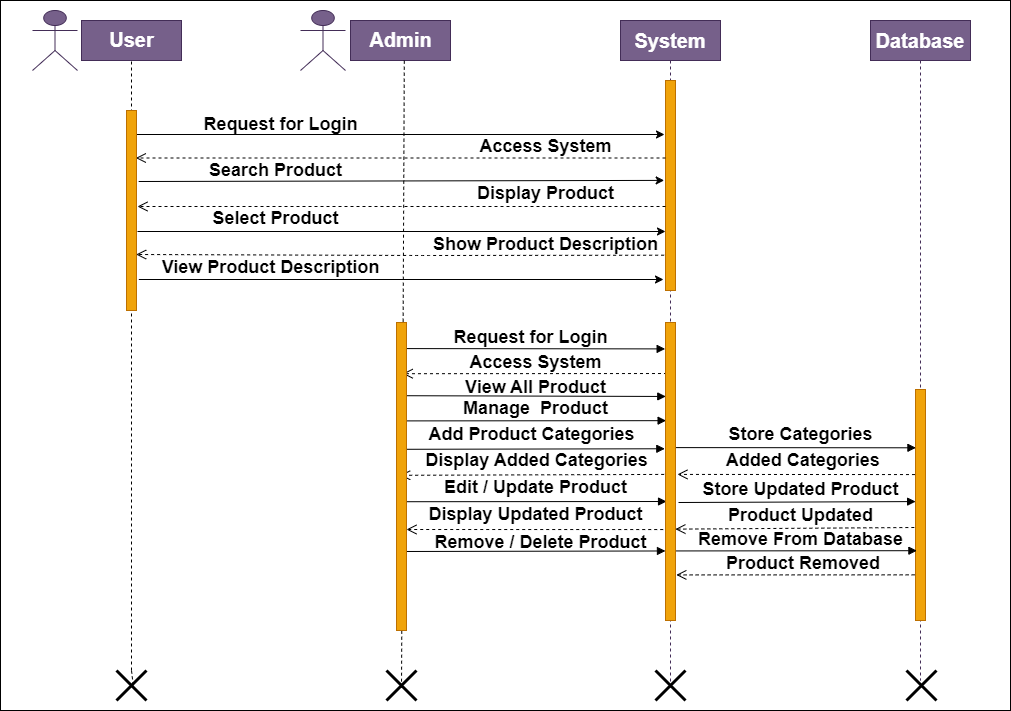 User
Admin
System
Database
Request for Login
Access System
Search Product
Display Product
Select Product
Show Product Description
View Product Description
Request for Login
Access System
View All Product
Manage  Product
Add Product Categories
Store Categories
Display Added Categories
Added Categories
Edit / Update Product
Store Updated Product
Display Updated Product
Product Updated
Remove / Delete Product
Remove From Database
Product Removed